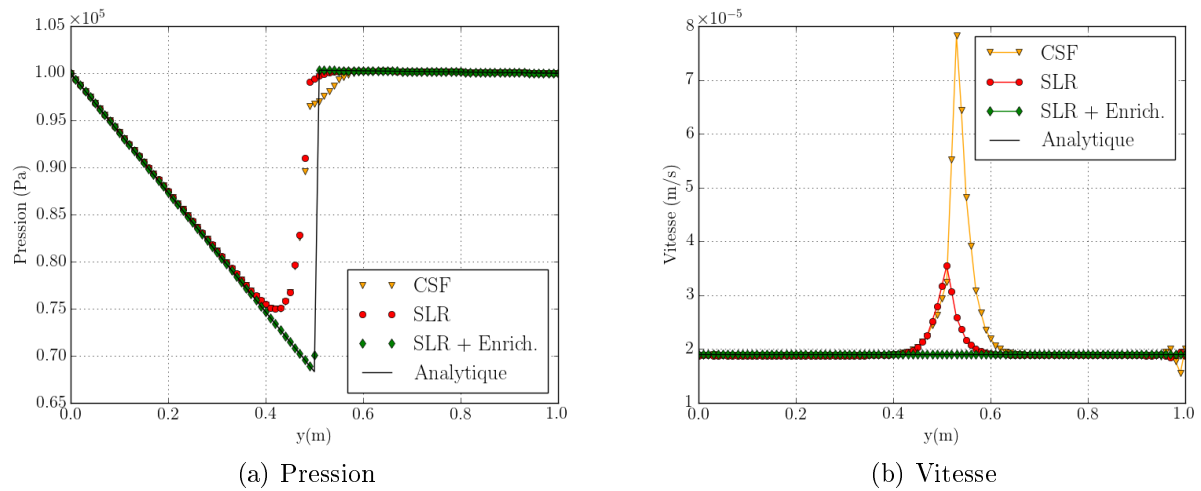 ×10⁵
1.05
1.00
0.95
0.90
0.85
0.80
0.75
0.70
0.65
0.0 0.2 0.4 0.6 0.8 1.0
y(m)
Pression (Pa)
CSF
SLR
SLR + Enrich.
Analytique
(a) Pression
×10⁻⁵
8
7
6
5
4
3
2
1
0.0 0.2 0.4 0.6 0.8 1.0
y(m)
Vitesse (m/s)
CSF
SLR
SLR + Enrich.
Analytique
(b) Vitesse